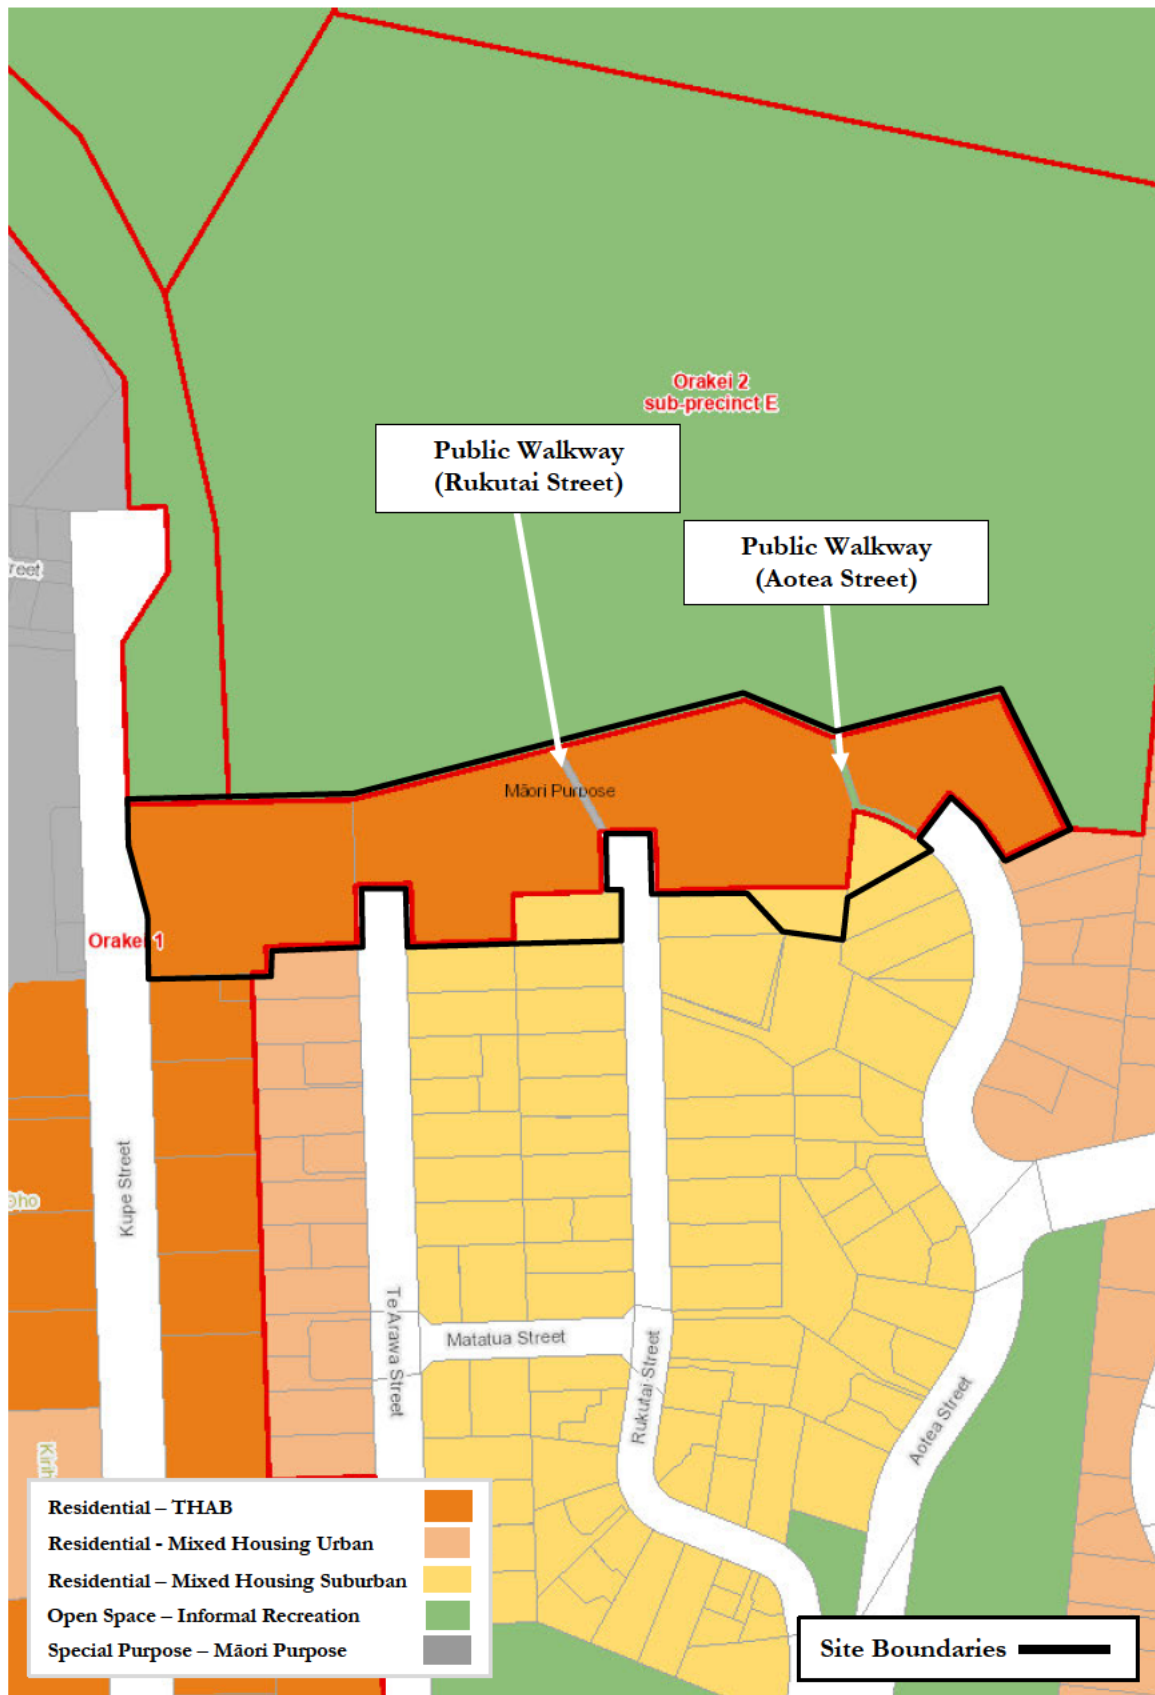 Orakei 2
sub-precinct E
Public Walkway
(Rukutai Street)
Public Walkway
(Aotea Street)
reet
Māori Purpose
Orakei 1
Kupe Street
Te Arawa Street
Matatua Street
Rukutai Street
Aotea Street
Residential – THAB
Residential - Mixed Housing Urban
Residential – Mixed Housing Suburban
Open Space – Informal Recreation
Special Purpose – Māori Purpose
Site Boundaries